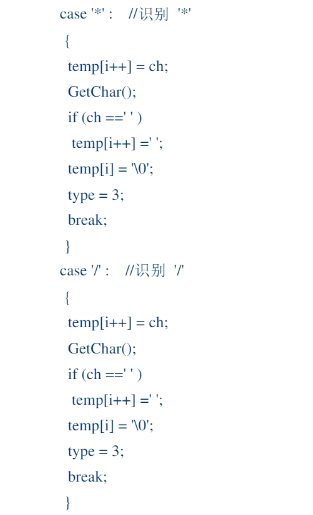 case '*' :    //识别  '*'
{
temp[i++] = ch;
GetChar();
if (ch ==' ' )
temp[i++] =' ';
temp[i] = '\0';
type = 3;
break;
}
case '/' :    //识别  '/'
{
temp[i++] = ch;
GetChar();
if (ch ==' ' )
temp[i++] =' ';
temp[i] = '\0';
type = 3;
break;
}